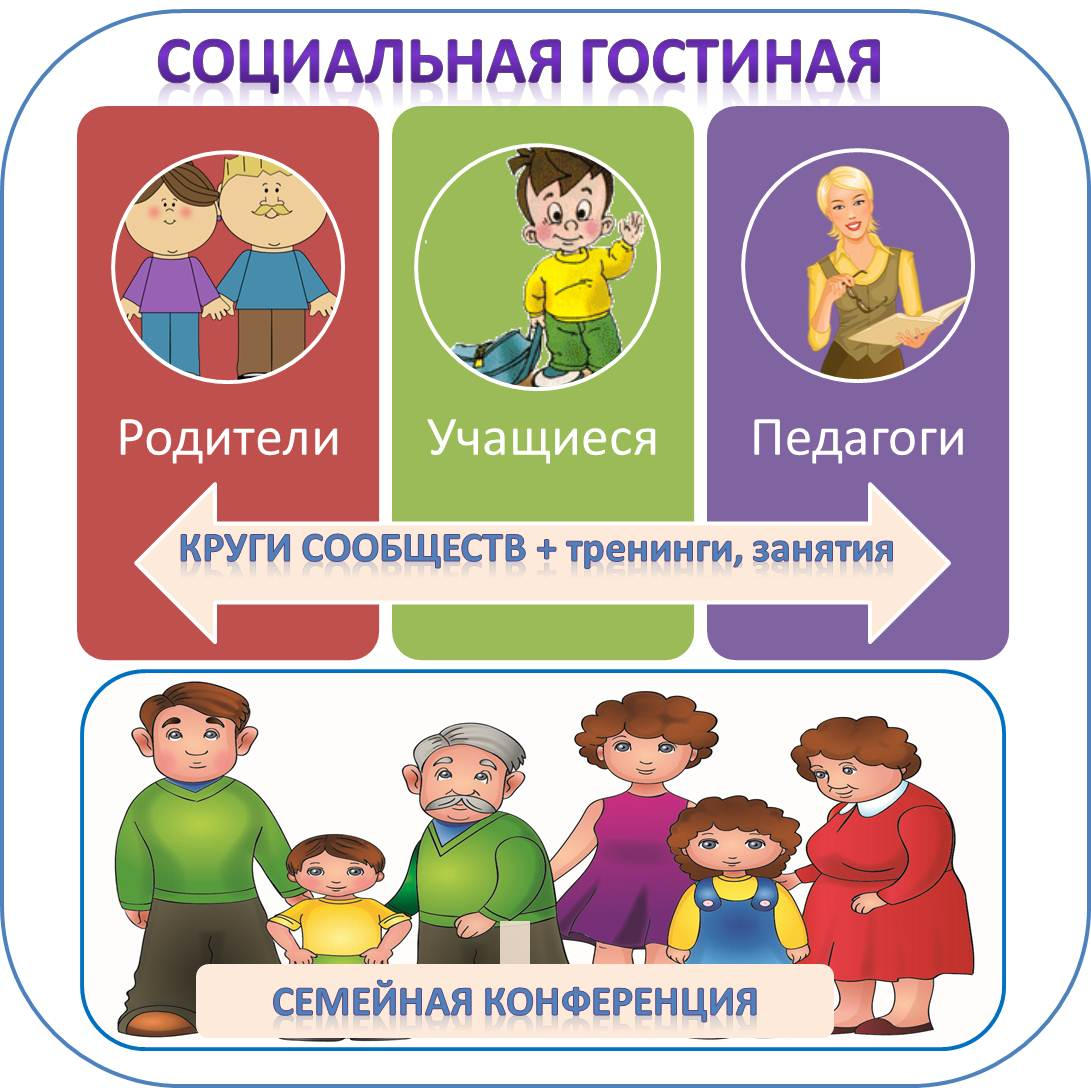 СОЦИАЛЬНАЯ ГОСТИНАЯ
Родители
Учащиеся
Педагоги
КРУГИ СООБЩЕСТВ + тренинги, занятия
СЕМЕЙНАЯ КОНФЕРЕНЦИЯ